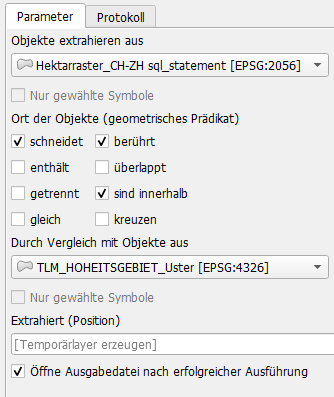 Parameter Protokoll
Objekte extrahieren aus
Hektarraster_CH-ZH sql_statement [EPSG:2056]
Nur gewählte Symbole
Ort der Objekte (geometrisches Prädikat)
schneidet berührt
enthält überlappt
getrennt sind innerhalb
gleich kreuzen
Durch Vergleich mit Objekte aus
TLM_HOHEITSGEBIET_Uster [EPSG:4326]
Nur gewählte Symbole
Extrahiert (Position)
[Temporärlayer erzeugen]
Öffne Ausgabedatei nach erfolgreicher Ausführung